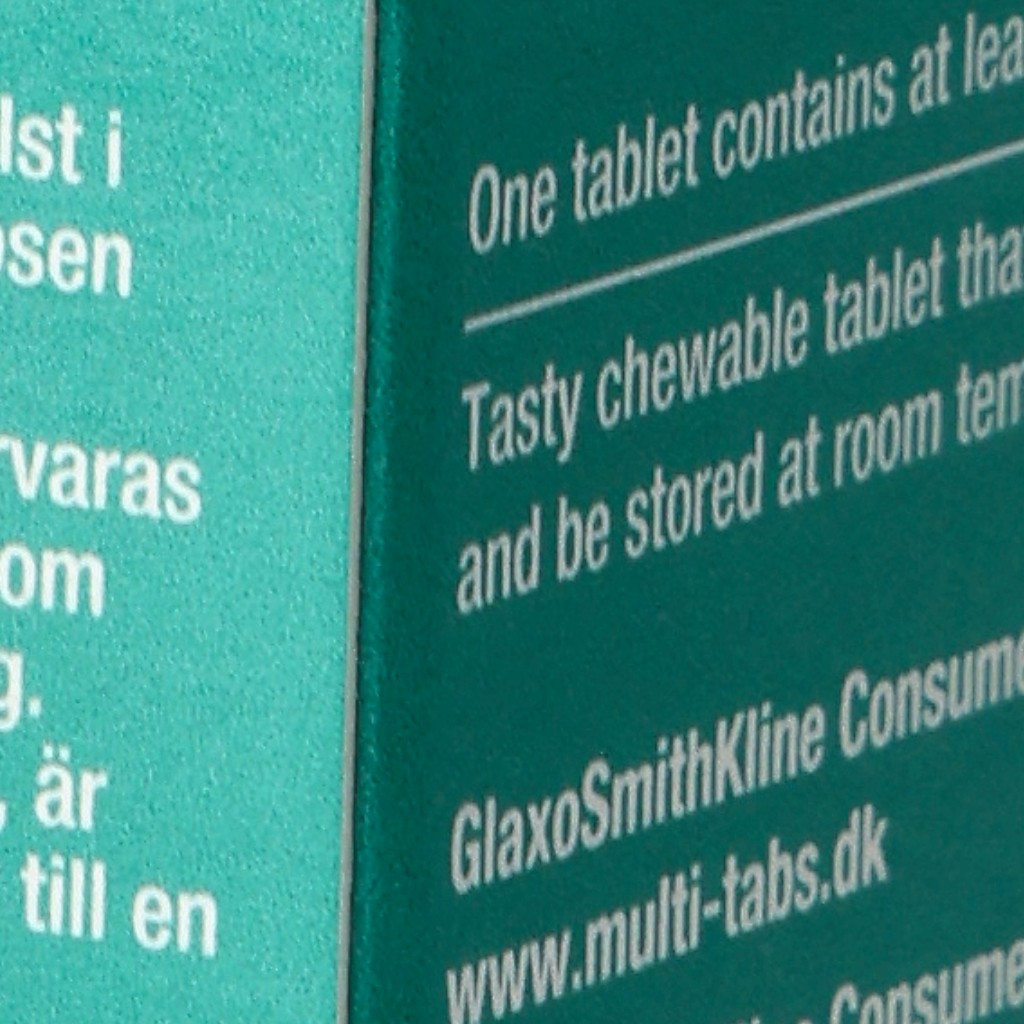 lst i
osen
rvaras
om
g.
, är
till en
One tablet contains at lea
Tasty chewable tablet tha
and be stored at room tem
GlaxoSmithKline Consume
www.multi-tabs.dk
Consume